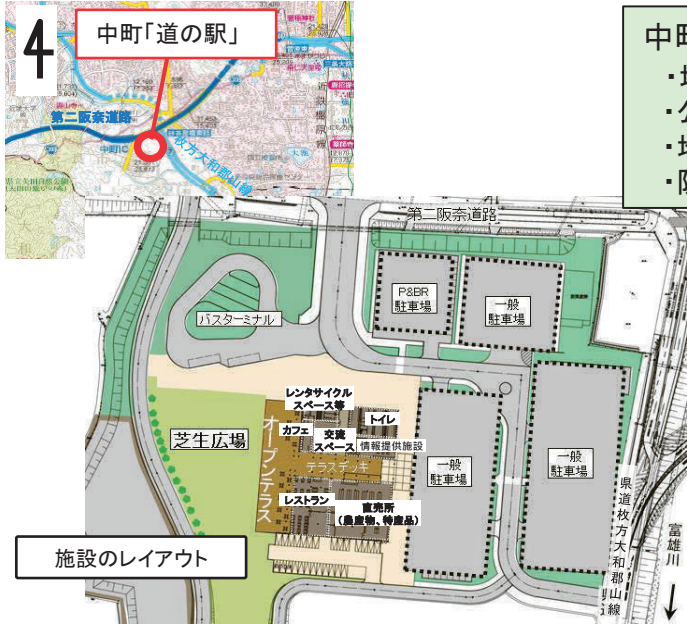 4
中町「道の駅」
第二阪奈道路
中町IC
枚方大和郡山線
中町
・
・
・
・
第二阪奈道路
P&BR
駐車場
一般
駐車場
バスターミナル
レンタサイクル
スペース等
トイレ
カフェ
交流
スペース
情報提供施設
芝生広場
オープンテラス
テラスデッキ
一般
駐車場
一般
駐車場
レストラン
直売所
(農産物、特産品)
県道枚方大和郡山線
富雄川
施設のレイアウト